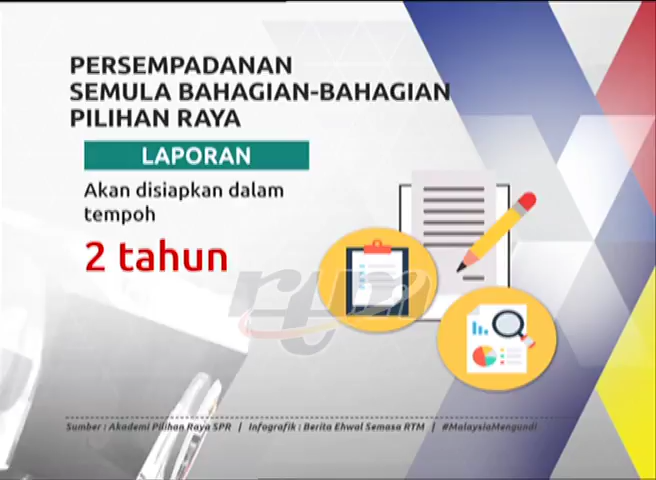 PERSEMPADANAN
SEMULA BAHAGIAN-BAHAGIAN
PILIHAN RAYA
LAPORAN
Akan disiapkan dalam
tempoh
2 tahun
rtm
Sumber : Akademi Pilihan Raya SPR | Infografik : Berita Ehwal Semasa RTM | #MalaysiaMengundi